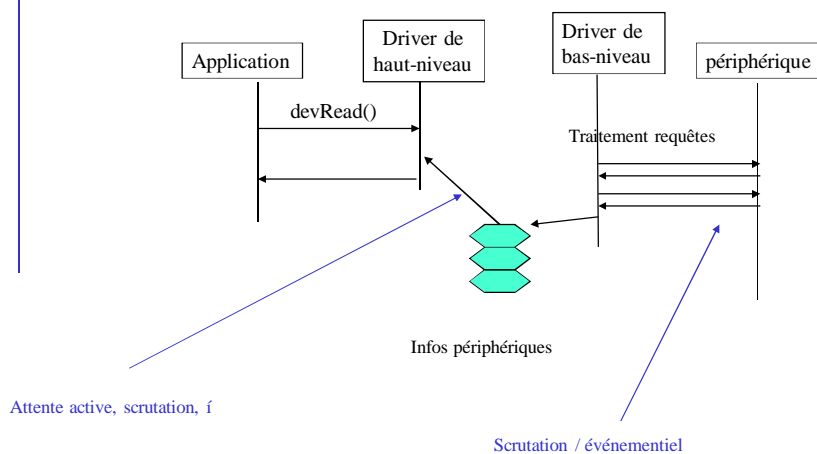 Application
Driver de
haut-niveau
Driver de
bas-niveau
périphérique
devRead()
Traitement requêtes
Infos périphériques
Attente active, scrutation, í
Scrutation / événementiel